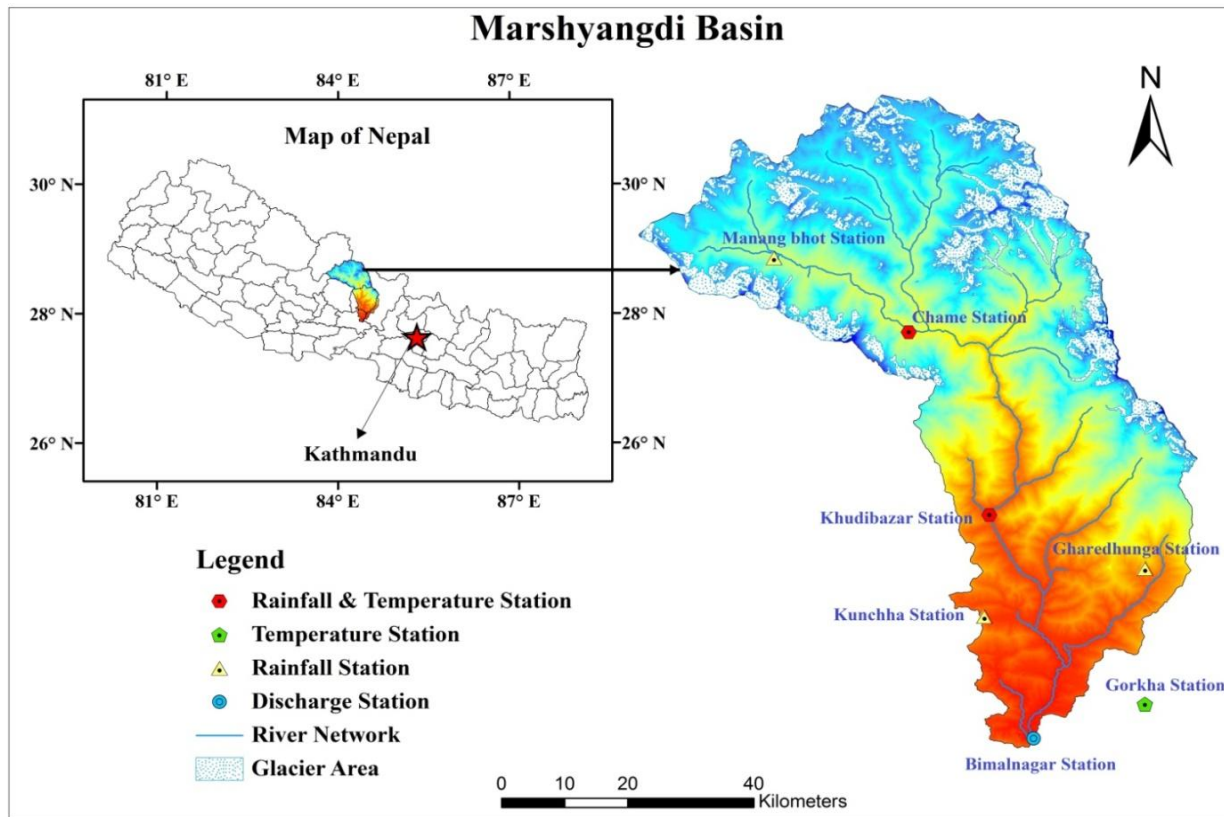 Marshyangdi Basin
81° E
84° E
87° E
N
Map of Nepal
30° N
30° N
Manang bhot Station
28° N
28° N
Chame Station
26° N
26° N
Kathmandu
81° E
84° E
87° E
Khudibazar Station
Gharedhunga Station
Legend
Rainfall & Temperature Station
Kunchha Station
Temperature Station
Rainfall Station
Gorkha Station
Discharge Station
River Network
Bimalnagar Station
Glacier Area
0 10 20 40
Kilometers